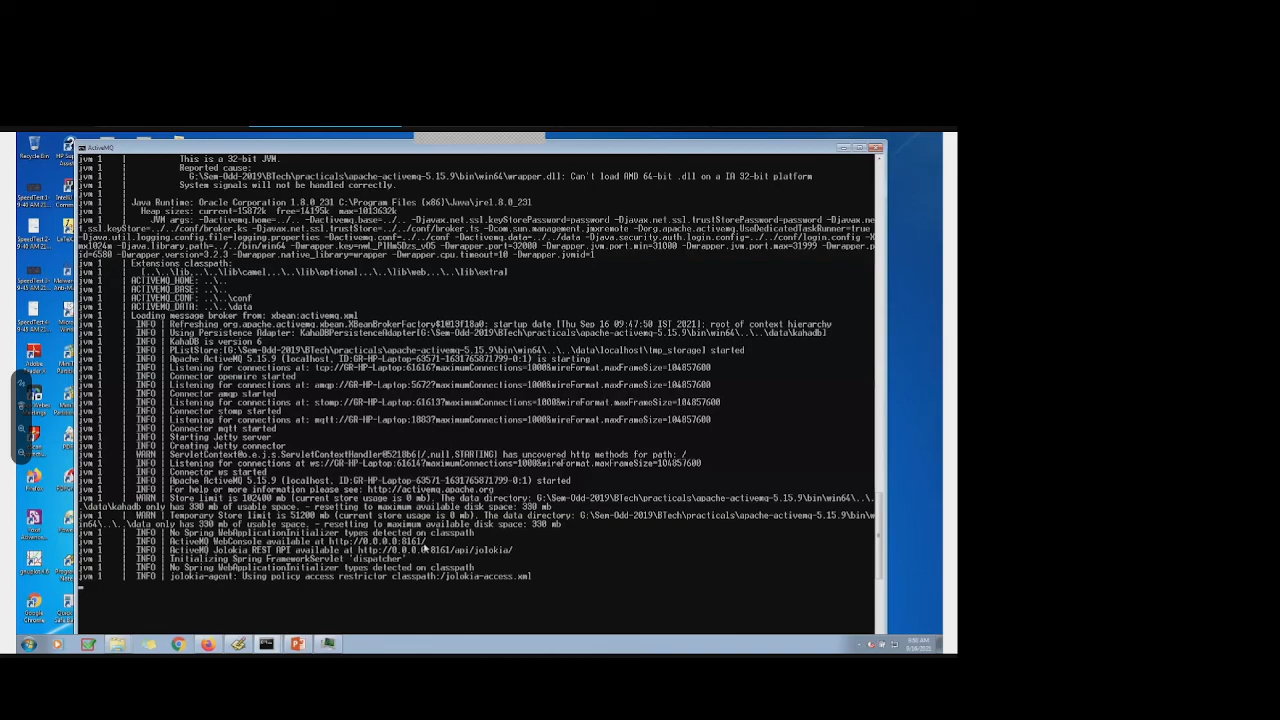 ActiveMQ
jvm 1 | This is a 32-bit JVM.
jvm 1 | Reported cause:
jvm 1 | G:\Sem-Odd-2019\BTech\practicals\apache-activemq-5.15.9\bin\win64\wrapper.dll: Can't load AMD 64-bit .dll on a IA 32-bit platform
jvm 1 | System signals will not be handled correctly.
jvm 1 |
jvm 1 | Java Runtime: Oracle Corporation 1.8.0_231 C:\Program Files (x86)\Java\jre1.8.0_231
jvm 1 | Heap sizes: current=15872k free=14195k max=1013632k
jvm 1 | JVM args: -Dactivemq.home=../.. -Dactivemq.base=../.. -Djavax.net.ssl.keyStorePassword=password -Djavax.net.ssl.trustStorePassword=password -Djavax.ne
t.ssl.keyStore=../../conf/broker.ks -Djavax.net.ssl.trustStore=../../conf/broker.ts -Dcom.sun.management.jmxremote -Dorg.apache.activemq.UseDedicatedTaskRunner=true
-Djava.util.logging.config.file=logging.properties -Dactivemq.conf=../../conf -Dactivemq.data=../../data -Djava.security.auth.login.config=../../conf/login.config -X
mx1024m -Djava.library.path=../../bin/win64 -Dwrapper.port=32000 -Dwrapper.jvm.port.min=31000 -Dwrapper.jvm.port.max=31999 -Dwrapper.p
id=6580 -Dwrapper.version=3.2.3 -Dwrapper.native_library=wrapper -Dwrapper.cpu.timeout=10 -Dwrapper.jvmid=1
jvm 1 | Extensions classpath:
jvm 1 | [..\..\lib,..\..\lib\camel,..\..\lib\optional,..\..\lib\web,..\..\lib\extra]
jvm 1 | ACTIVEMQ_HOME: ..\..
jvm 1 | ACTIVEMQ_BASE: ..\..
jvm 1 | ACTIVEMQ_CONF: ..\..\conf
jvm 1 | ACTIVEMQ_DATA: ..\..\data
jvm 1 | Loading message broker from: xbean:activemq.xml
jvm 1 | INFO | Refreshing org.apache.activemq.xbean.XBeanBrokerFactory$1@13f18a0: startup date [Thu Sep 16 09:47:50 IST 2021]; root of context hierarchy
jvm 1 | INFO | Using Persistence Adapter: KahaDBPersistenceAdapter[G:\Sem-Odd-2019\BTech\practicals\apache-activemq-5.15.9\bin\win64\..\..\data\kahadb]
jvm 1 | INFO | KahaDB is version 6
jvm 1 | INFO | PListStore:[G:\Sem-Odd-2019\BTech\practicals\apache-activemq-5.15.9\bin\win64\..\..\data\localhost\tmp_storage] started
jvm 1 | INFO | Apache ActiveMQ 5.15.9 (localhost, ID:GR-HP-Laptop-63571-1631765871799-0:1) is starting
jvm 1 | INFO | Listening for connections at: tcp://GR-HP-Laptop:61616?maximumConnections=1000&wireFormat.maxFrameSize=104857600
jvm 1 | INFO | Connector openwire started
jvm 1 | INFO | Listening for connections at: amqp://GR-HP-Laptop:5672?maximumConnections=1000&wireFormat.maxFrameSize=104857600
jvm 1 | INFO | Connector amqp started
jvm 1 | INFO | Listening for connections at: stomp://GR-HP-Laptop:61613?maximumConnections=1000&wireFormat.maxFrameSize=104857600
jvm 1 | INFO | Connector stomp started
jvm 1 | INFO | Listening for connections at: mqtt://GR-HP-Laptop:1883?maximumConnections=1000&wireFormat.maxFrameSize=104857600
jvm 1 | INFO | Connector mqtt started
jvm 1 | INFO | Starting Jetty server
jvm 1 | INFO | Creating Jetty connector
jvm 1 | WARN | ServletContext@o.e.j.s.ServletContextHandler@5218b6{/,null,STARTING} has uncovered http methods for path: /
jvm 1 | INFO | Listening for connections at ws://GR-HP-Laptop:61614?maximumConnections=1000&wireFormat.maxFrameSize=104857600
jvm 1 | INFO | Connector ws started
jvm 1 | INFO | Apache ActiveMQ 5.15.9 (localhost, ID:GR-HP-Laptop-63571-1631765871799-0:1) started
jvm 1 | INFO | For help or more information please see: http://activemq.apache.org
jvm 1 | WARN | Store limit is 102400 mb (current store usage is 0 mb). The data directory: G:\Sem-Odd-2019\BTech\practicals\apache-activemq-5.15.9\bin\win64\..\..
\data\kahadb only has 330 mb of usable space. - resetting to maximum available disk space: 330 mb
jvm 1 | WARN | Temporary Store limit is 51200 mb (current store usage is 0 mb). The data directory: G:\Sem-Odd-2019\BTech\practicals\apache-activemq-5.15.9\bin\w
in64\..\..\data only has 330 mb of usable space. - resetting to maximum available disk space: 330 mb
jvm 1 | INFO | No Spring WebApplicationInitializer types detected on classpath
jvm 1 | INFO | ActiveMQ WebConsole available at http://0.0.0.0:8161/
jvm 1 | INFO | ActiveMQ Jolokia REST API available at http://0.0.0.0:8161/api/jolokia/
jvm 1 | INFO | Initializing Spring FrameworkServlet 'dispatcher'
jvm 1 | INFO | No Spring WebApplicationInitializer types detected on classpath
jvm 1 | INFO | jolokia-agent: Using policy access restrictor classpath:/jolokia-access.xml
Recycle Bin
Firefox
Google
Chrome
9/16/2021